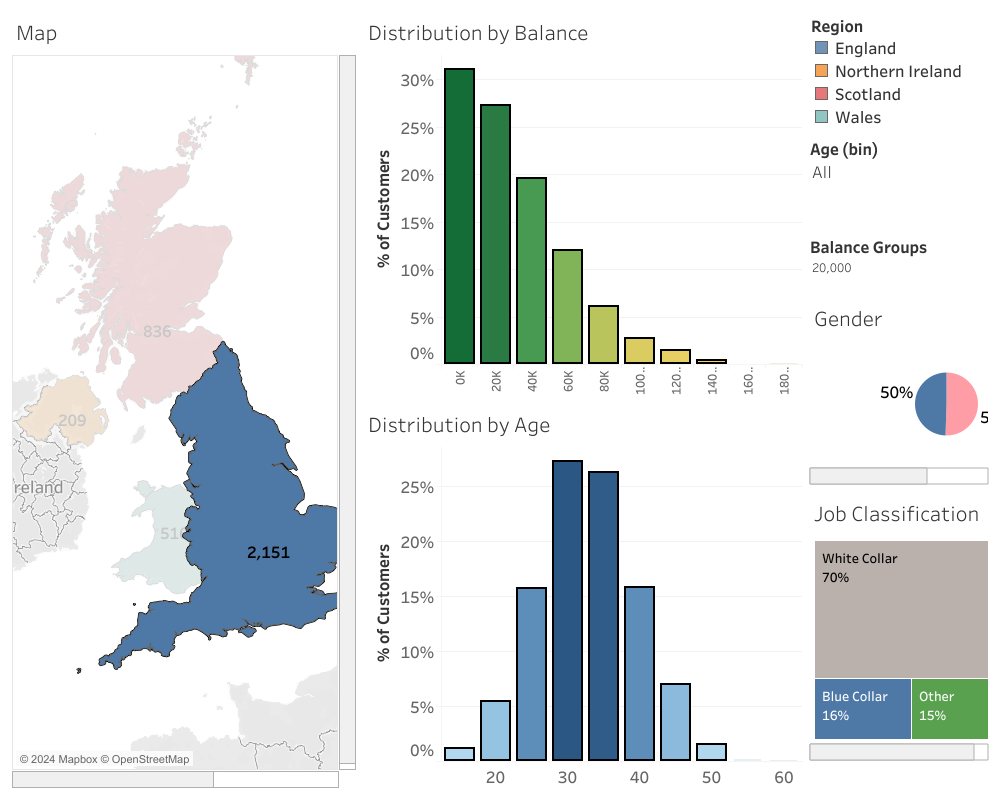 Map
836
209
reland
510
2,151
© 2024 Mapbox © OpenStreetMap
Distribution by Balance
% of Customers
30%
25%
20%
15%
10%
5%
0%
0K
20K
40K
60K
80K
100..
120..
140..
160..
180..
Distribution by Age
% of Customers
25%
20%
15%
10%
5%
0%
20
30
40
50
60
Region
England
Northern Ireland
Scotland
Wales
Age (bin)
All
Balance Groups
20,000
Gender
50%
5
Job Classification
White Collar
70%
Blue Collar
16%
Other
15%